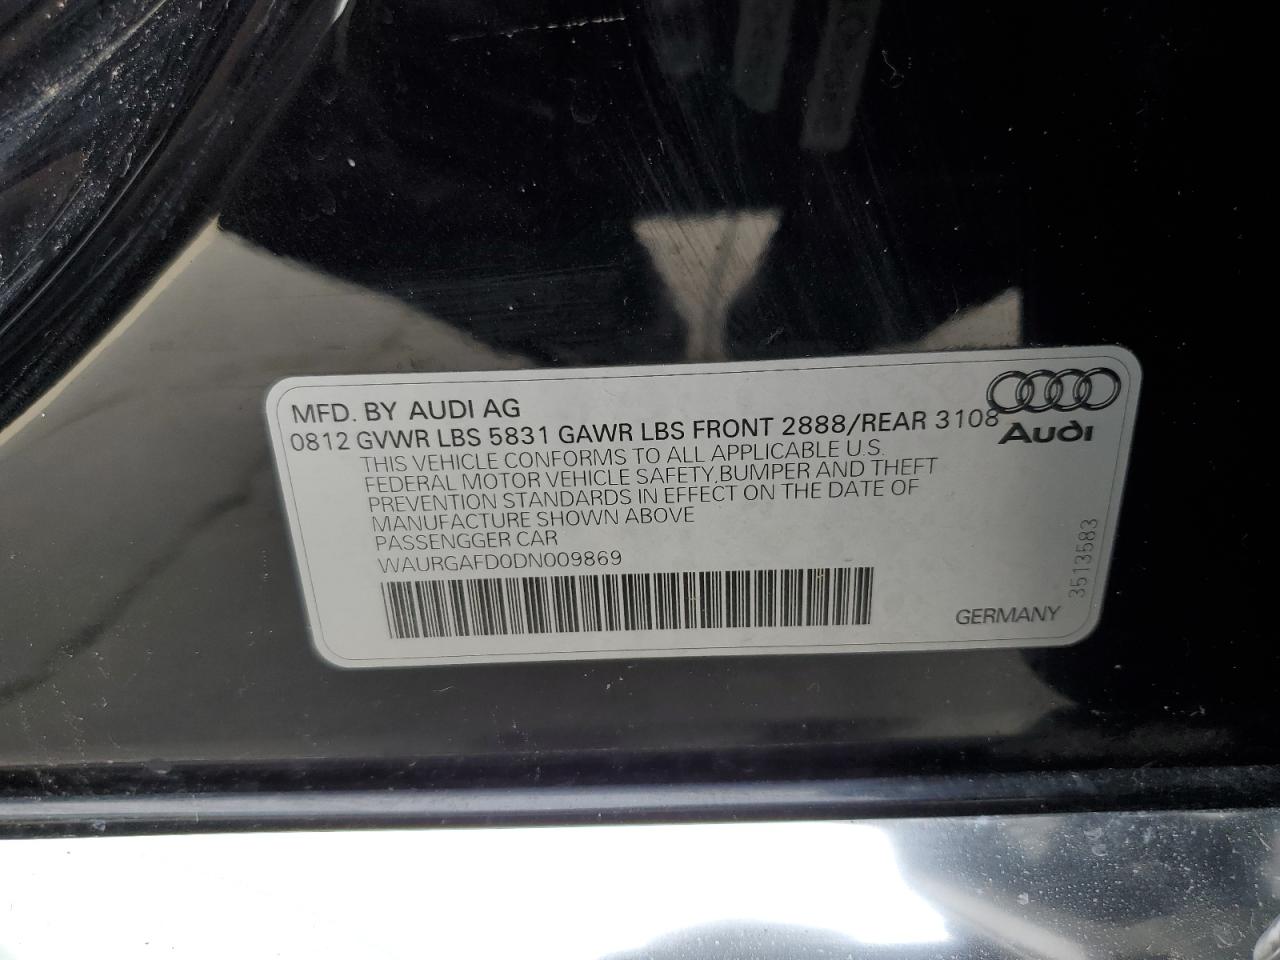 MFD. BY AUDI AG
0812 GVWR LBS 5831 GAWR LBS FRONT 2888/REAR 3108
Audi
THIS VEHICLE CONFORMS TO ALL APPLICABLE U.S.
FEDERAL MOTOR VEHICLE SAFETY,BUMPER AND THEFT
PREVENTION STANDARDS IN EFFECT ON THE DATE OF
MANUFACTURE SHOWN ABOVE
PASSENGGER CAR
WAURGAFD0DN009869
GERMANY
3513583